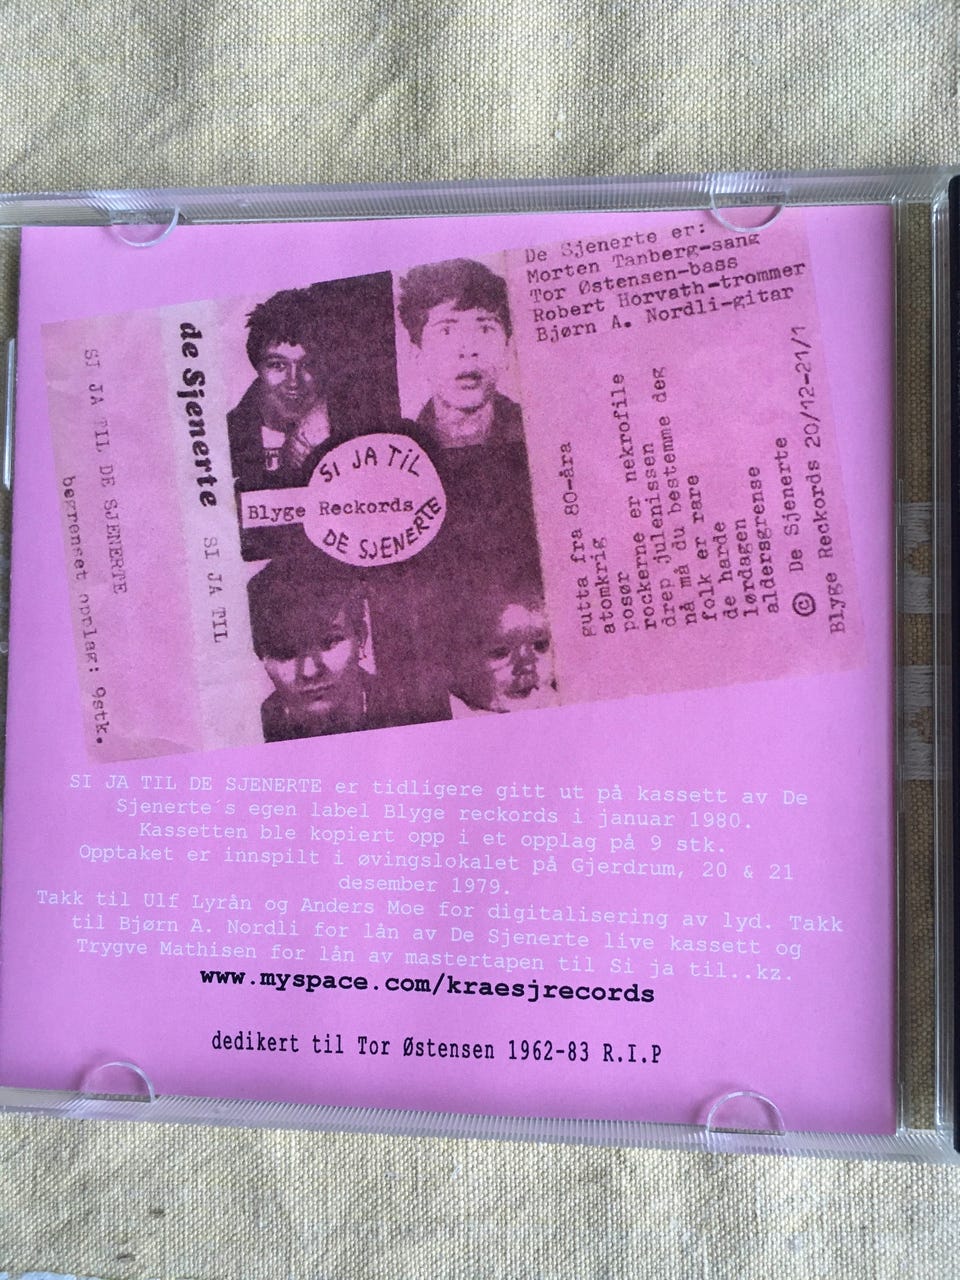 SI JA TIL DE SJENERTE
begrenset opplag: 9stk.
de Sjenerte SI JA TIL
SI JA TIL
Blyge Reckords
DE SJENERTE
De Sjenerte er:
Morten Tanberg-sang
Tor Østensen-bass
Robert Horvath-trommer
Bjørn A. Nordli-gitar
gutta fra 80-åra
atomkrig
posør
rockerne er nekrofile
drep julenissen
nå må du bestemme deg
folk er rare
de harde
lørdagen
aldersgrense
© De Sjenerte
Blyge Reckords 20/12-21/1
SI JA TIL DE SJENERTE er tidligere gitt ut på kassett av De
Sjenerte´s egen label Blyge reckords i januar 1980.
Kassetten ble kopiert opp i et opplag på 9 stk.
Opptaket er innspilt i øvingslokalet på Gjerdrum, 20 & 21
desember 1979.
Takk til Ulf Lyrån og Anders Moe for digitalisering av lyd. Takk
til Bjørn A. Nordli for lån av De Sjenerte live kassett og
Trygve Mathisen for lån av mastertapen til Si ja til..kz.
www.myspace.com/kraesjrecords
dedikert til Tor Østensen 1962-83 R.I.P